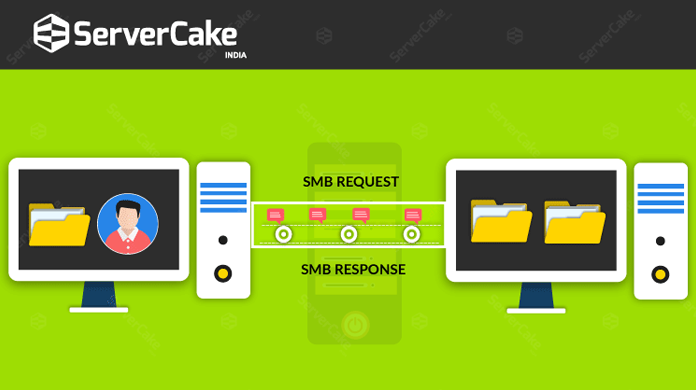 ServerCake
INDIA
SMB REQUEST
SMB RESPONSE